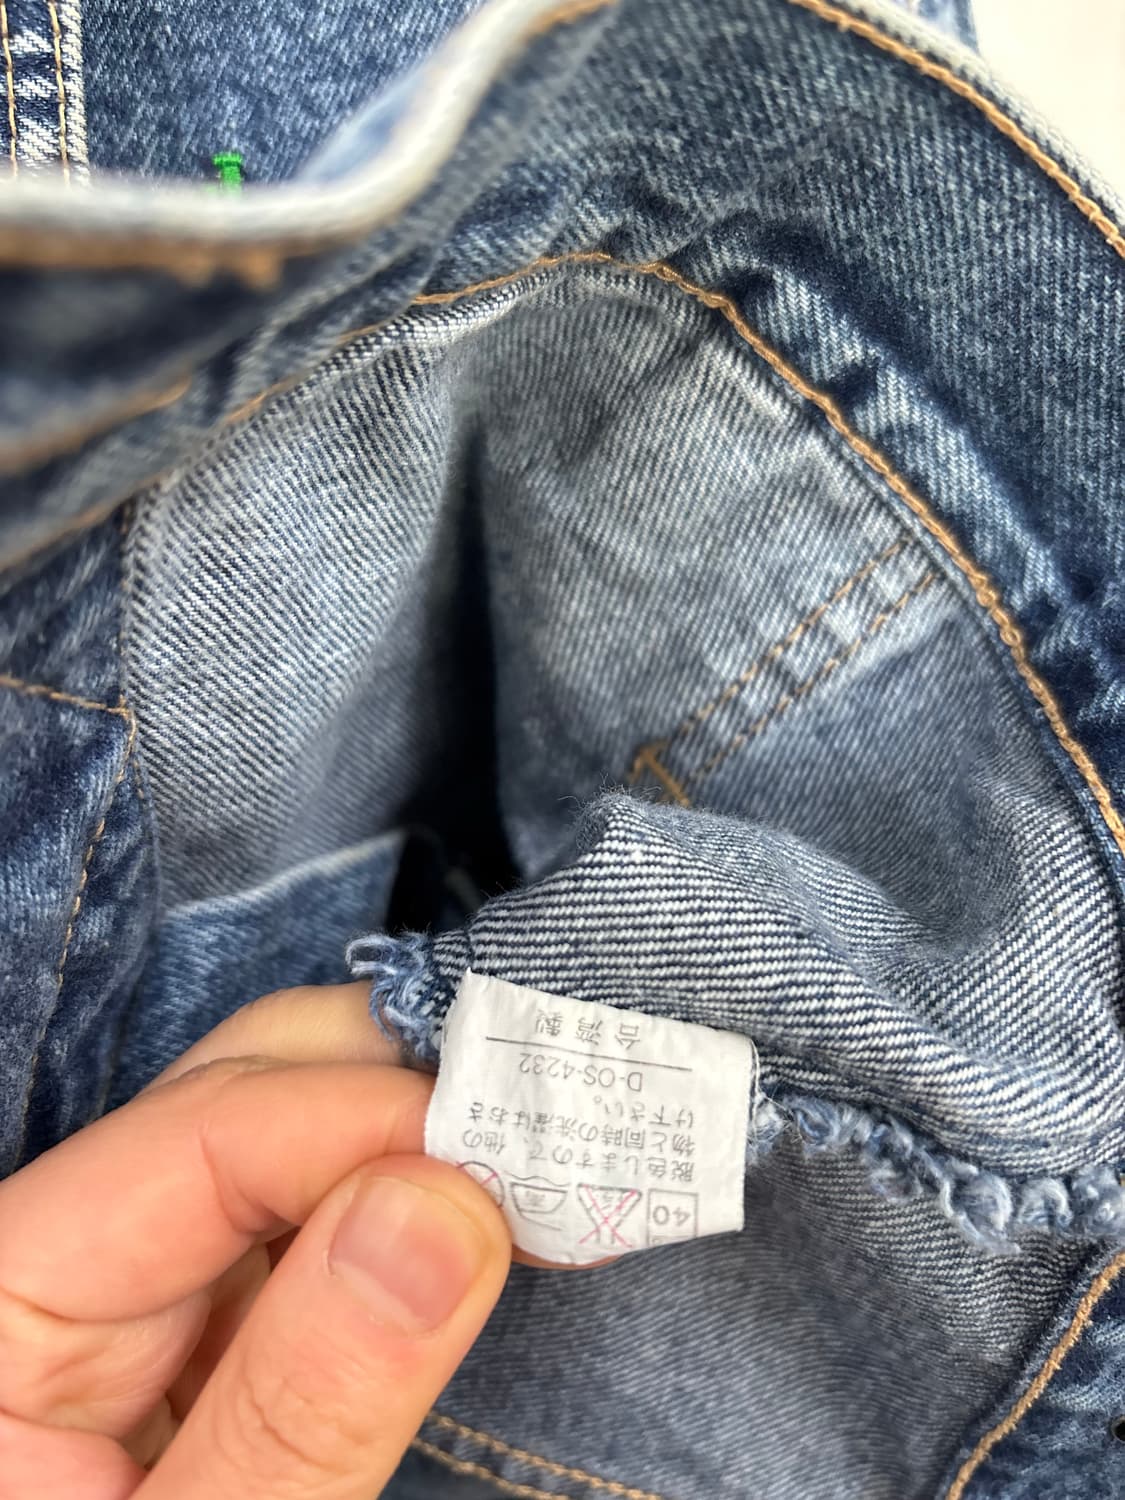 40
脱色しますので、他の
物と同時の洗濯はおさ
け下さい。
D-OS-4232
台湾製